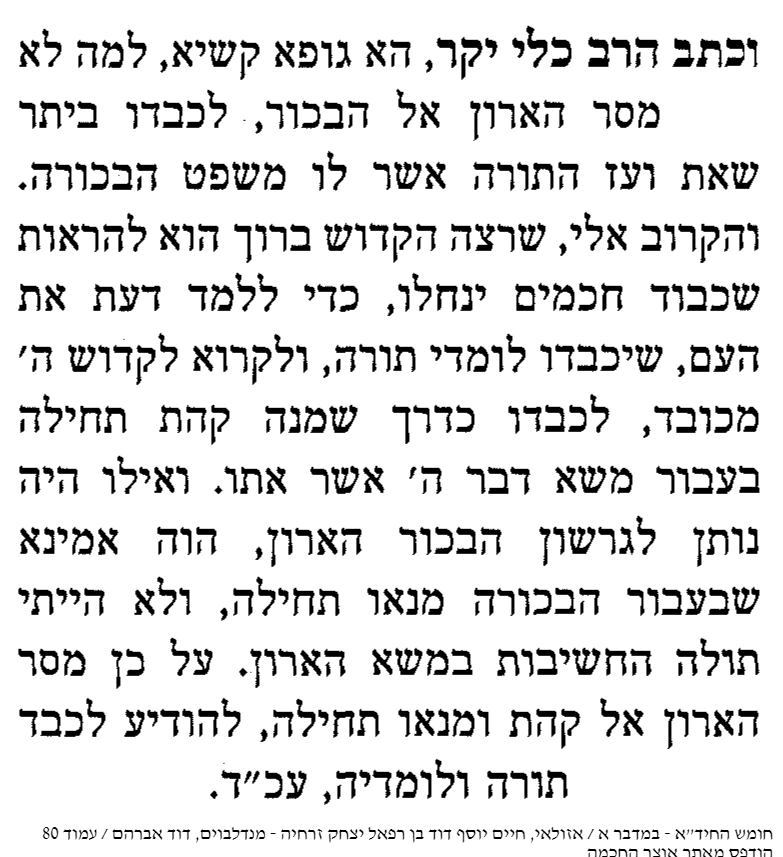 וכתב הרב כלי יקר, הא גופא קשיא, למה לא
מסר הארון אל הבכור, לכבדו ביתר
שאת ועז התורה אשר לו משפט הבכורה.
והקרוב אלי, שרצה הקדוש ברוך הוא להראות
שכבוד חכמים ינחלו, כדי ללמד דעת את
העם, שיכבדו לומדי תורה, ולקרוא לקדוש ה׳
מכובד, לכבדו כדרך שמנה קהת תחילה
בעבור משא דבר ה׳ אשר אתו. ואילו היה
נותן לגרשון הבכור הארון, הוה אמינא
שבעבור הבכורה מנאו תחילה, ולא הייתי
תולה החשיבות במשא הארון. על כן מסר
הארון אל קהת ומנאו תחילה, להודיע לכבד
תורה ולומדיה, עכ״ד.
חומש החיד״א - במדבר א / אזולאי, חיים יוסף דוד בן רפאל יצחק זרחיה - מנדלבוים, דוד אברהם / עמוד 80
הודפס מאתר אוצר החכמה